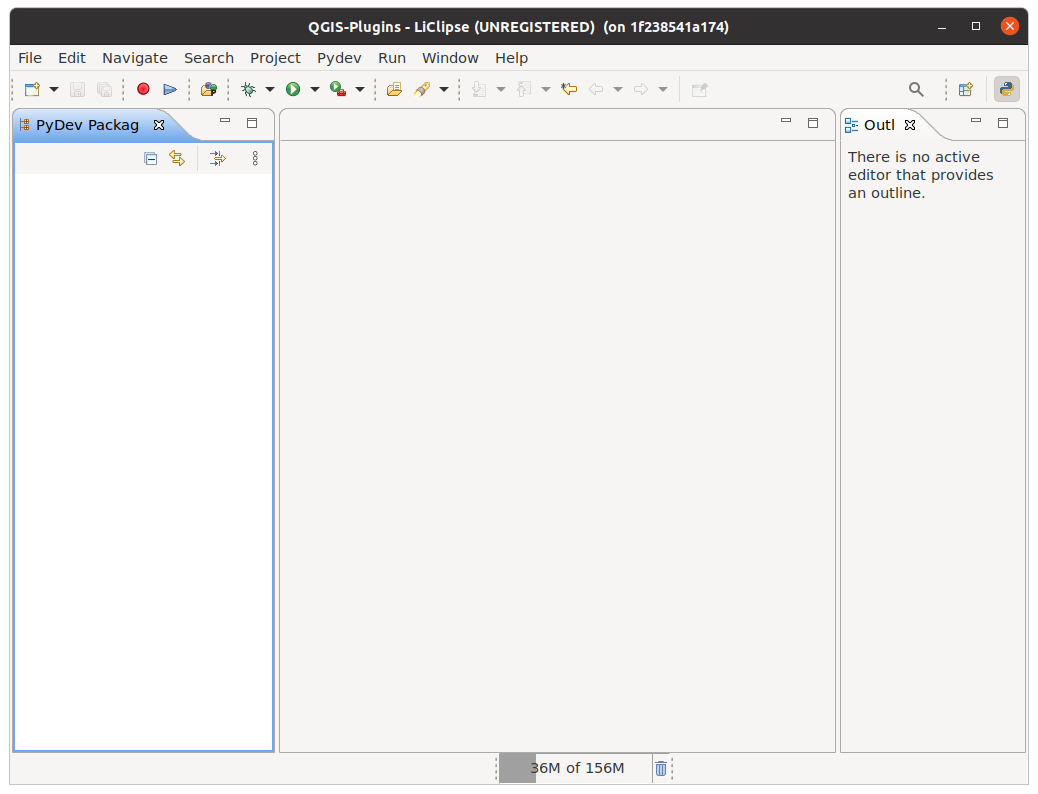 QGIS-Plugins - LiClipse (UNREGISTERED) (on 1f238541a174)
File Edit Navigate Search Project Pydev Run Window Help
PyDev Packag
Outl
There is no active
editor that provides
an outline.
36M of 156M